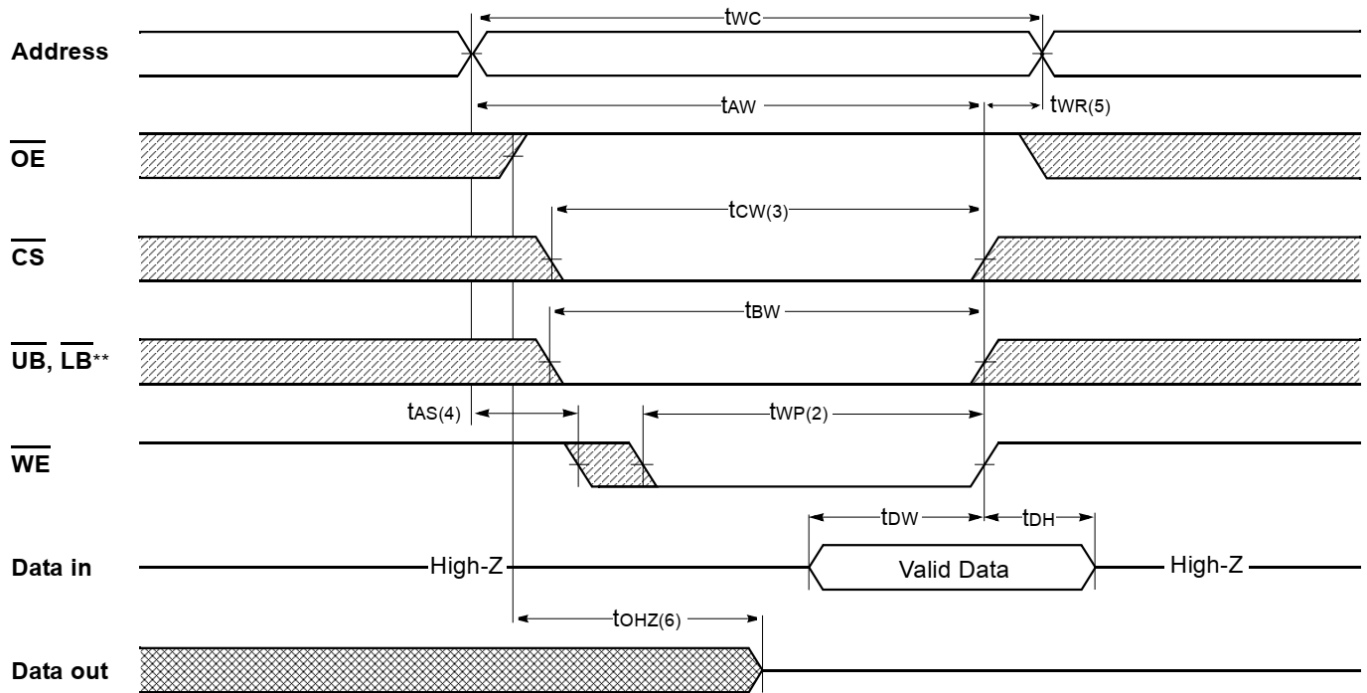 tWC
Address
tAW
tWR(5)
OE
tCW(3)
CS
tBW
UB, LB**
tAS(4)
tWP(2)
WE
tDW
tDH
Data in
High-Z
Valid Data
High-Z
tOHZ(6)
Data out